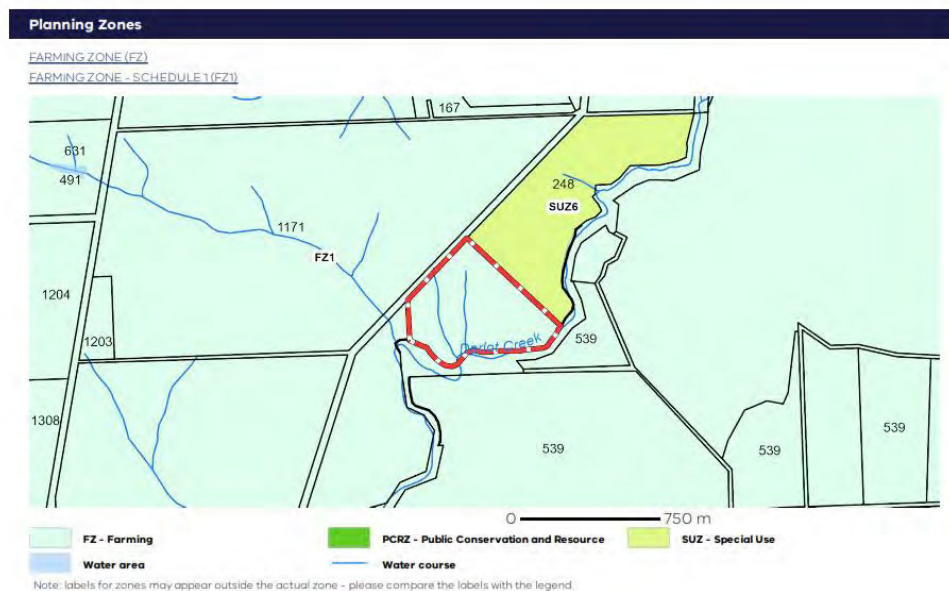 Planning Zones
FARMING ZONE (FZ)
FARMING ZONE - SCHEDULE 1 (FZ1)
167
631
491
248
SUZ6
1171
FZ1
1204
1203
Darlot Creek
539
1308
539
539
539
0 750 m
FZ - Farming
PCRZ - Public Conservation and Resource
SUZ - Special Use
Water area
Water course
Note: labels for zones may appear outside the actual zone - please compare the labels with the legend.